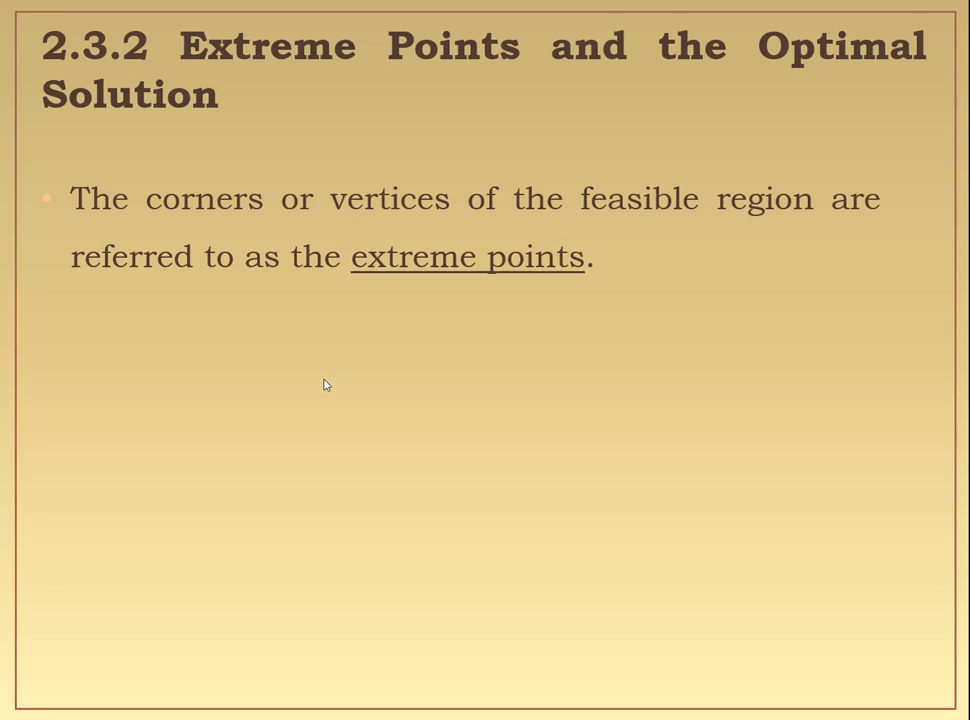 2.3.2 Extreme Points and the Optimal
Solution
• The corners or vertices of the feasible region are
referred to as the extreme points.